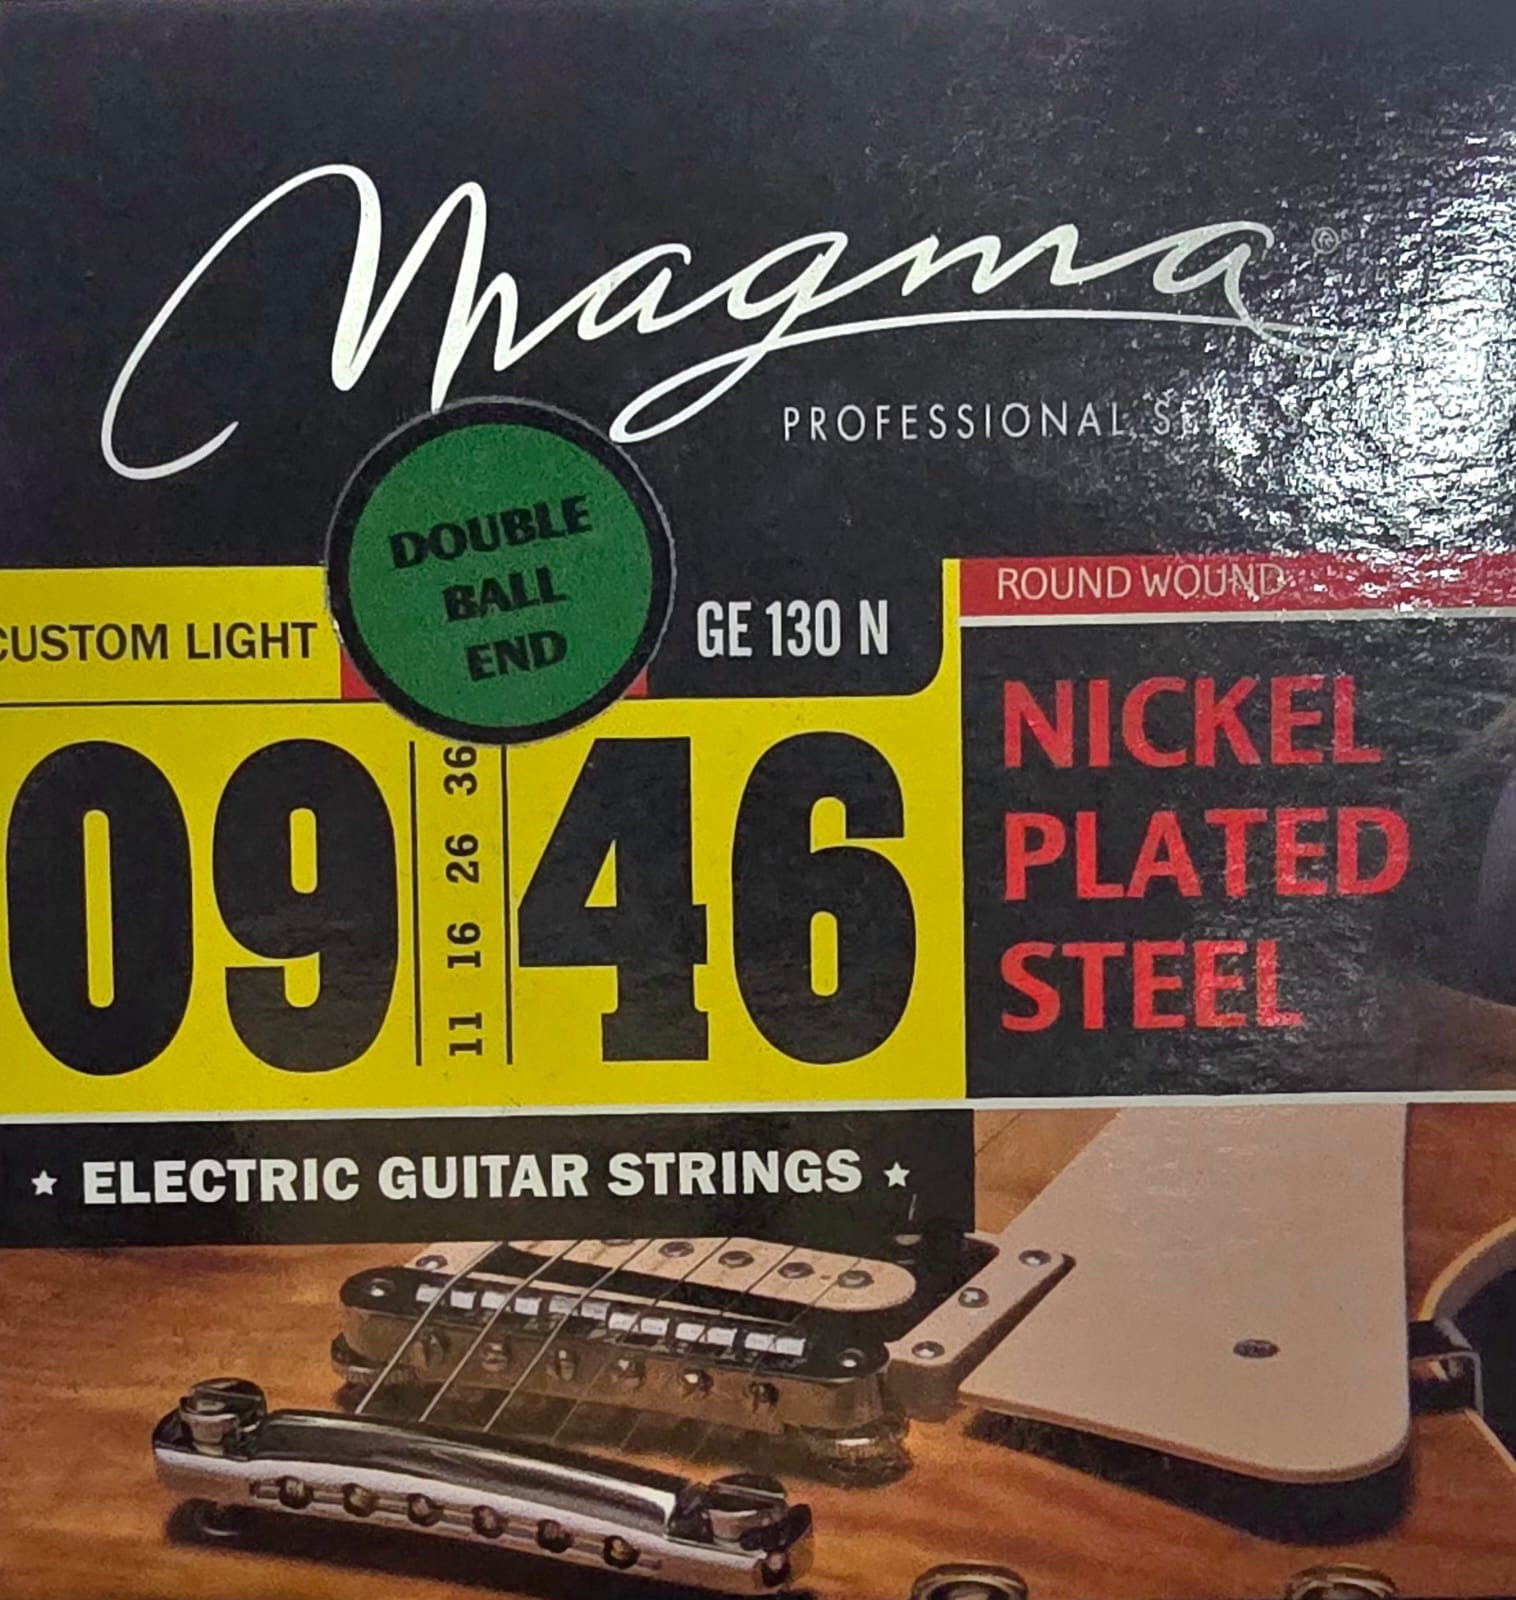 Magma®
PROFESSIONAL SERIES
DOUBLE
BALL
END
CUSTOM LIGHT
GE 130 N
ROUND WOUND
09
11 16 26 36
46
NICKEL
PLATED
STEEL
★ ELECTRIC GUITAR STRINGS ★